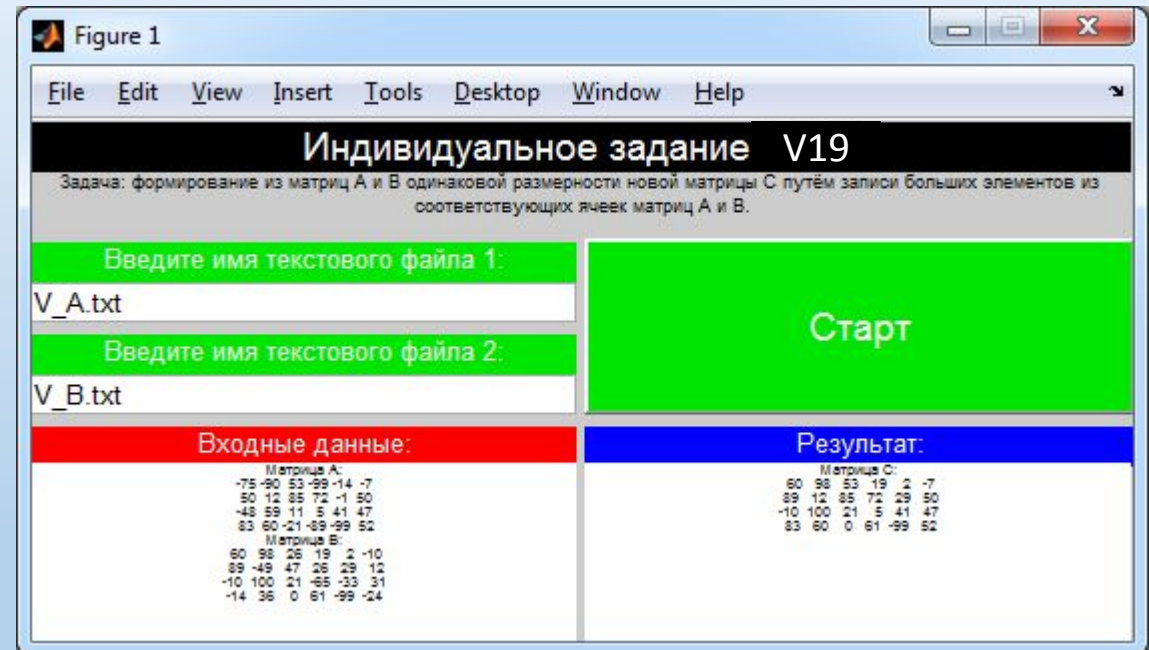 Figure 1
File Edit View Insert Tools Desktop Window Help
Индивидуальное задание V19
Задача: формирование из матриц А и В одинаковой размерности новой матрицы С путём записи больших элементов из
соответствующих ячеек матриц А и В.
Введите имя текстового файла 1:
V_A.txt
Введите имя текстового файла 2:
V_B.txt
Старт
Входные данные:
Матрица А:
-75 -90 53 -99 -14 -7
50 12 85 72 -1 50
-48 59 11 5 41 47
83 60 -21 -89 -99 52
Матрица В:
60 98 26 19 2 -10
89 -49 47 26 29 12
-10 100 21 -65 -33 31
-14 36 0 61 -99 -24
Результат:
Матрица С:
60 98 53 19 2 -7
89 12 85 72 29 50
-10 100 21 5 41 47
83 60 0 61 -99 52